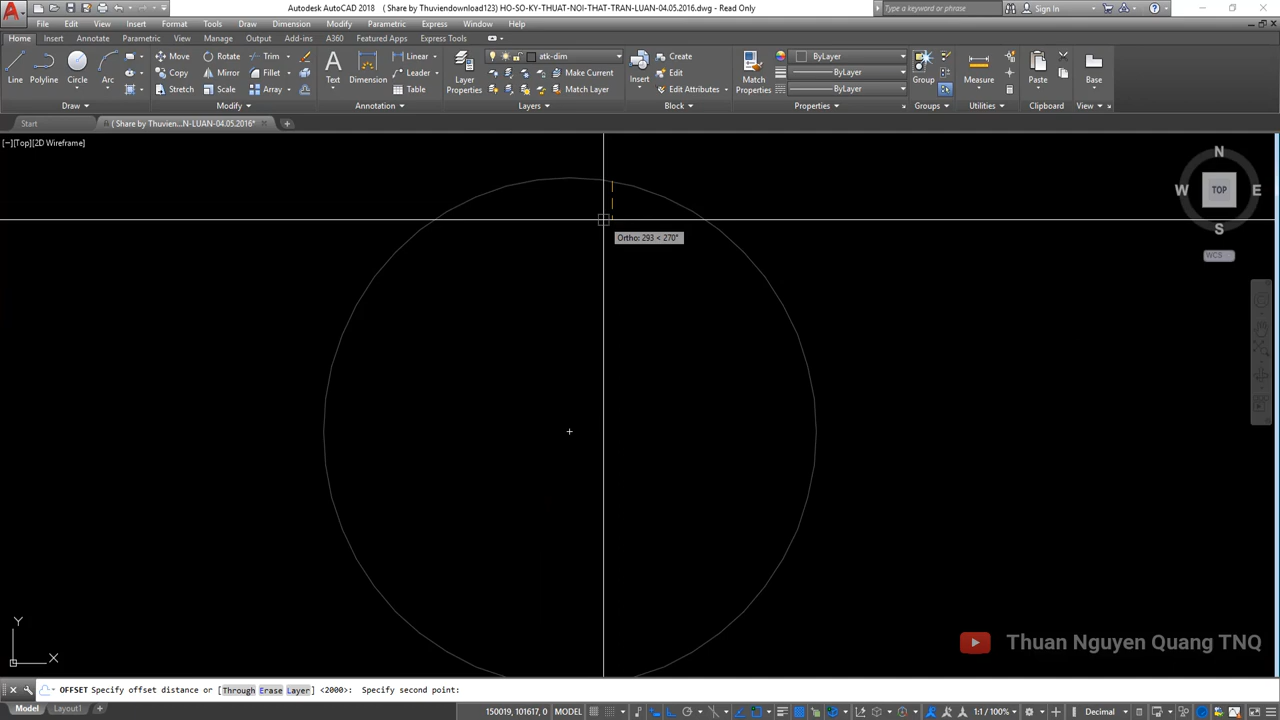 Autodesk AutoCAD 2018 ( Share by Thuviendownload123) HO-SO-KY-THUAT-NOI-THAT-TRAN-LUAN-04.05.2016.dwg - Read Only
Type a keyword or phrase
Sign In
File Edit View Insert Format Tools Draw Dimension Modify Parametric Express Window Help
Home Insert Annotate Parametric View Manage Output Add-ins A360 Featured Apps Express Tools
Move Rotate Trim
Copy Mirror Fillet
Stretch Scale Array
Line Polyline Circle Arc
Text Dimension
Linear
Leader
Table
Layer Properties
atk-dim
Make Current
Match Layer
Insert
Create
Edit
Edit Attributes
Match Properties
ByLayer
ByLayer
ByLayer
Group
Measure
Paste
Base
Draw Modify Annotation Layers Block Properties Groups Utilities Clipboard View
Start ( Share by Thuvien...N-LUAN-04.05.2016*
[−][Top][2D Wireframe]
N
W TOP E
S
WCS
Ortho: 293 < 270°
Y
X
Thuan Nguyen Quang TNQ
OFFSET Specify offset distance or [Through Erase Layer] <2000>: Specify second point:
Model Layout1 +
150019, 101617, 0 MODEL 1:1 / 100% Decimal